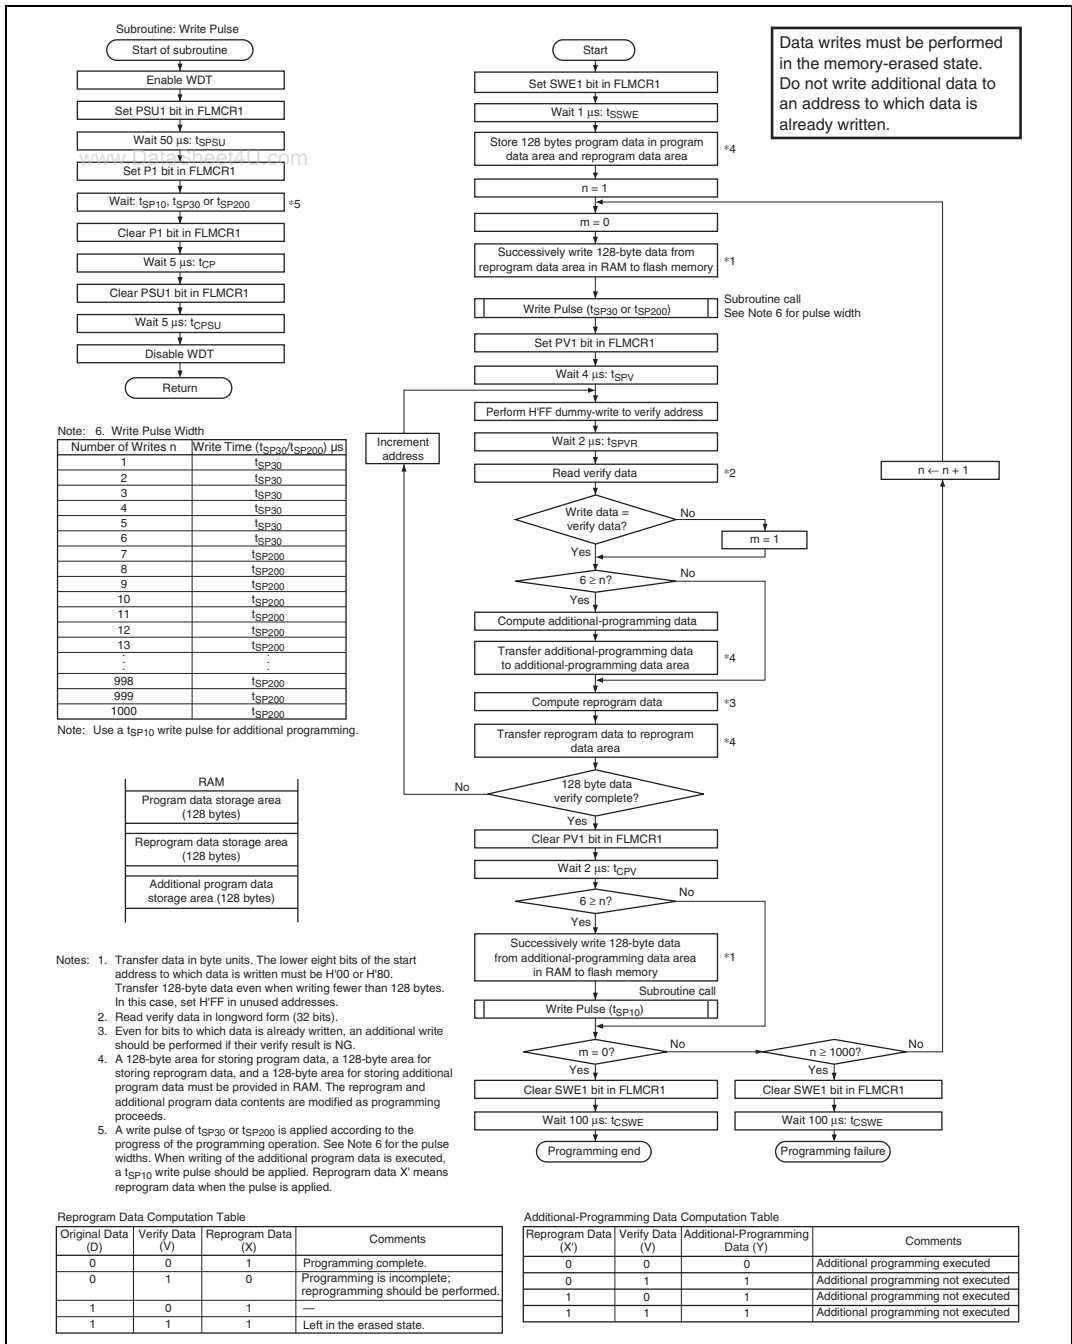 Subroutine: Write Pulse
Start of subroutine
Enable WDT
Set PSU1 bit in FLMCR1
Wait 50 μs: tSPSU
www.DataSheet4U.com
Set P1 bit in FLMCR1
Wait: tSP10, tSP30 or tSP200
*5
Clear P1 bit in FLMCR1
Wait 5 μs: tCP
Clear PSU1 bit in FLMCR1
Wait 5 μs: tCPSU
Disable WDT
Return
Start
Set SWE1 bit in FLMCR1
Wait 1 μs: tSSWE
Store 128 bytes program data in program
data area and reprogram data area
*4
n = 1
m = 0
Successively write 128-byte data from
reprogram data area in RAM to flash memory
*1
Write Pulse (tSP30 or tSP200)
Subroutine call
See Note 6 for pulse width
Set PV1 bit in FLMCR1
Wait 4 μs: tSPV
Perform H'FF dummy-write to verify address
Increment
address
Wait 2 μs: tSPVR
Read verify data
*2
n ← n + 1
Write data =
verify data?
No
m = 1
Yes
6 ≥ n?
No
Yes
Compute additional-programming data
Transfer additional-programming data
to additional-programming data area
*4
Compute reprogram data
*3
Transfer reprogram data to reprogram
data area
*4
128 byte data
verify complete?
No
Yes
Clear PV1 bit in FLMCR1
Wait 2 μs: tCPV
6 ≥ n?
No
Yes
Successively write 128-byte data
from additional-programming data area
in RAM to flash memory
*1
Subroutine call
Write Pulse (tSP10)
m = 0?
No
n ≥ 1000?
No
Yes
Yes
Clear SWE1 bit in FLMCR1
Clear SWE1 bit in FLMCR1
Wait 100 μs: tCSWE
Wait 100 μs: tCSWE
Programming end
Programming failure
Data writes must be performed
in the memory-erased state.
Do not write additional data to
an address to which data is
already written.
Note: 6. Write Pulse Width
Number of Writes n Write Time (tSP30/tSP200) μs
1 tSP30
2 tSP30
3 tSP30
4 tSP30
5 tSP30
6 tSP30
7 tSP200
8 tSP200
9 tSP200
10 tSP200
11 tSP200
12 tSP200
13 tSP200
: :
998 tSP200
999 tSP200
1000 tSP200
Note: Use a tSP10 write pulse for additional programming.
RAM
Program data storage area
(128 bytes)
Reprogram data storage area
(128 bytes)
Additional program data
storage area (128 bytes)
Notes: 1. Transfer data in byte units. The lower eight bits of the start
address to which data is written must be H'00 or H'80.
Transfer 128-byte data even when writing fewer than 128 bytes.
In this case, set H'FF in unused addresses.
2. Read verify data in longword form (32 bits).
3. Even for bits to which data is already written, an additional write
should be performed if their verify result is NG.
4. A 128-byte area for storing program data, a 128-byte area for
storing reprogram data, and a 128-byte area for storing additional
program data must be provided in RAM. The reprogram and
additional program data contents are modified as programming
proceeds.
5. A write pulse of tSP30 or tSP200 is applied according to the
progress of the programming operation. See Note 6 for the pulse
widths. When writing of the additional program data is executed,
a tSP10 write pulse should be applied. Reprogram data X' means
reprogram data when the pulse is applied.
Reprogram Data Computation Table
Original Data (D) Verify Data (V) Reprogram Data (X) Comments
0 0 1 Programming complete.
0 1 0 Programming is incomplete;
reprogramming should be performed.
1 0 1 —
1 1 1 Left in the erased state.
Additional-Programming Data Computation Table
Reprogram Data (X') Verify Data (V) Additional-Programming Data (Y) Comments
0 0 0 Additional programming executed
0 1 1 Additional programming not executed
1 0 1 Additional programming not executed
1 1 1 Additional programming not executed